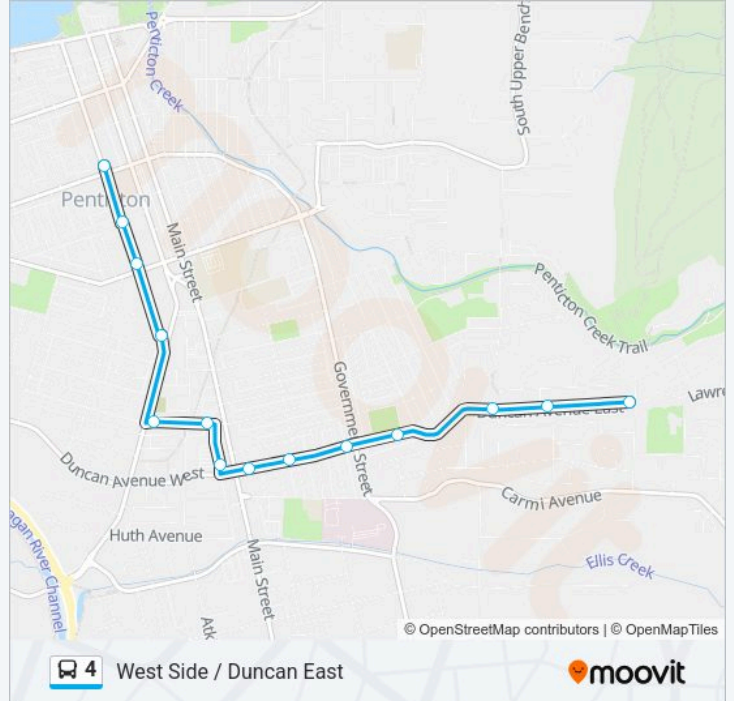 Penticton Creek
South Upper Bench
Penticton
Main Street
Penticton Creek Trail
Government Street
Lawre
Duncan Avenue East
Duncan Avenue West
Carmi Avenue
Huth Avenue
agan River Channel
Main Street
Ellis Creek
Atk
© OpenStreetMap contributors | © OpenMapTiles
4 West Side / Duncan East
moovit